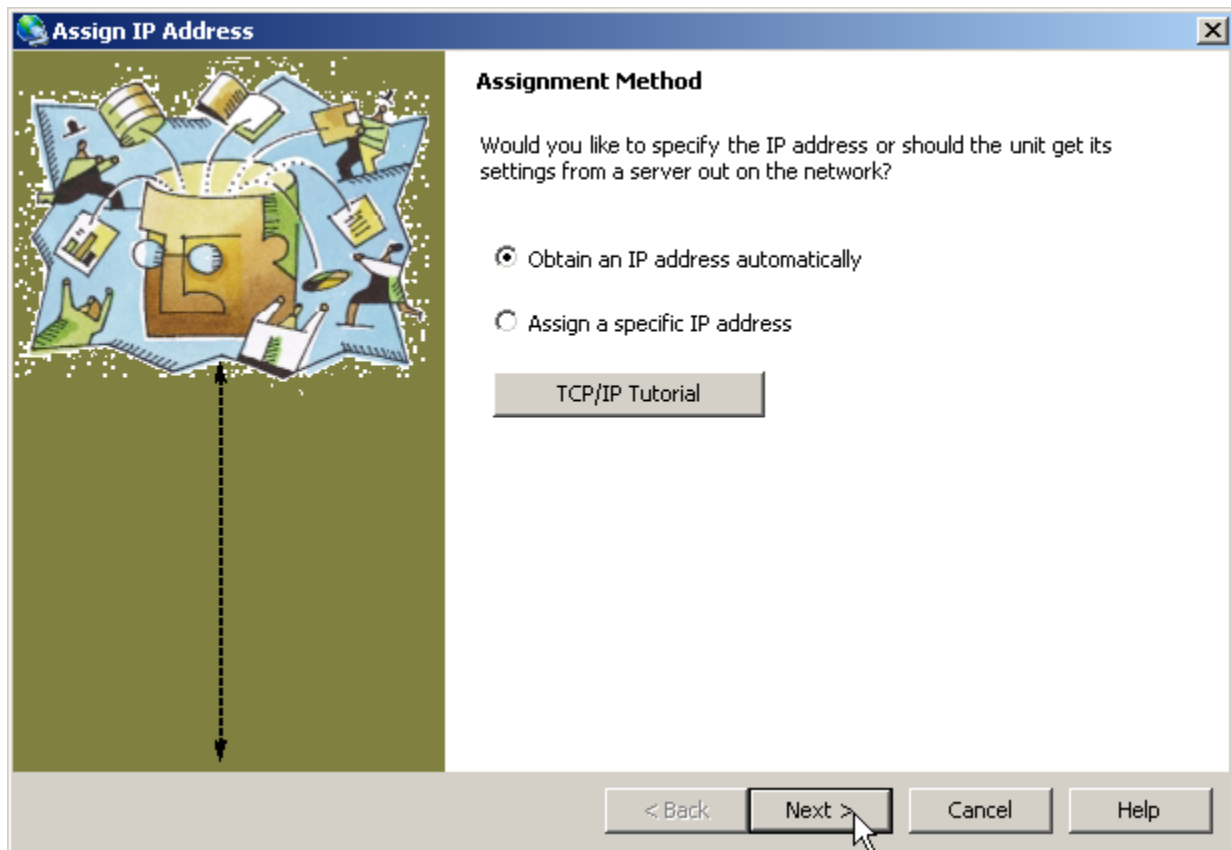 Assign IP Address
Assignment Method
Would you like to specify the IP address or should the unit get its
settings from a server out on the network?
Obtain an IP address automatically
Assign a specific IP address
TCP/IP Tutorial
< Back
Next >
Cancel
Help